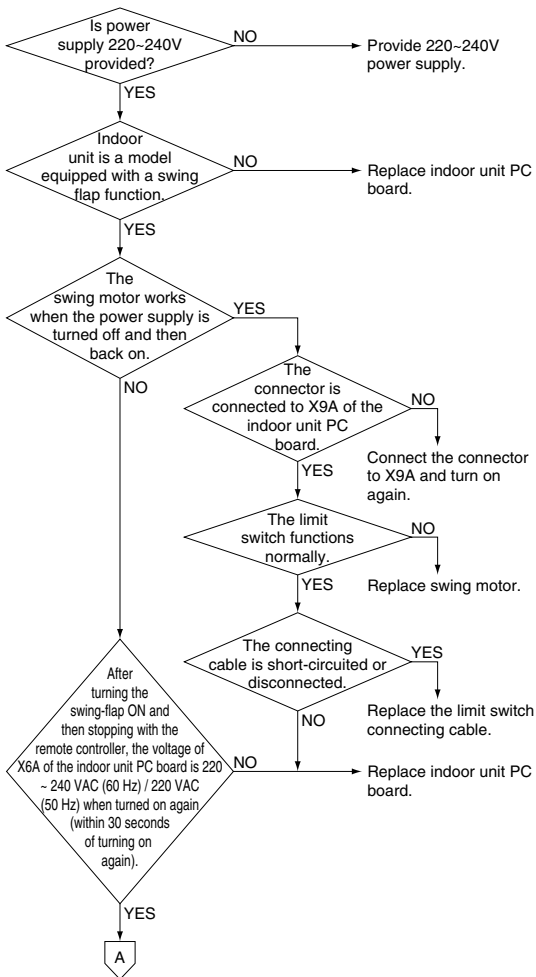 Is power
supply 220~240V
provided?
NO
Provide 220~240V
power supply.
YES
Indoor
unit is a model
equipped with a swing
flap function.
NO
Replace indoor unit PC
board.
YES
The
swing motor works
when the power supply is
turned off and then
back on.
YES
NO
The
connector is
connected to X9A of the
indoor unit PC
board.
NO
Connect the connector
to X9A and turn on
again.
YES
The limit
switch functions
normally.
NO
Replace swing motor.
YES
The connecting
cable is short-circuited or
disconnected.
YES
Replace the limit switch
connecting cable.
NO
After
turning the
swing-flap ON and
then stopping with the
remote controller, the voltage of
X6A of the indoor unit PC board is 220
~ 240 VAC (60 Hz) / 220 VAC
(50 Hz) when turned on again
(within 30 seconds
of turning on
again).
NO
Replace indoor unit PC
board.
YES
A